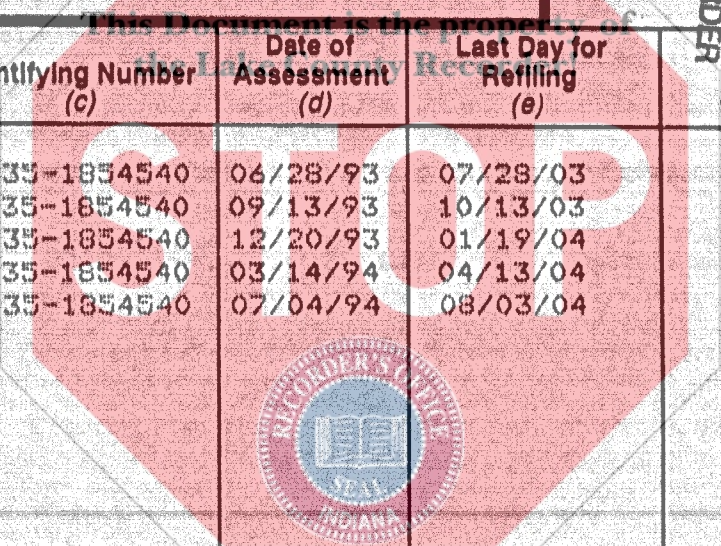 This Document is the property of
the Lake County Recorder!
DER
ntifying Number
(c)
Date of
Assessment
(d)
Last Day for
Refiling
(e)
35-1854540 06/28/93 07/28/03
35-1854540 09/13/93 10/13/03
35-1854540 12/20/93 01/19/04
35-1854540 03/14/94 04/13/04
35-1854540 07/04/94 08/03/04
STOP
RECORDER'S OFFICE
SEAL
INDIANA